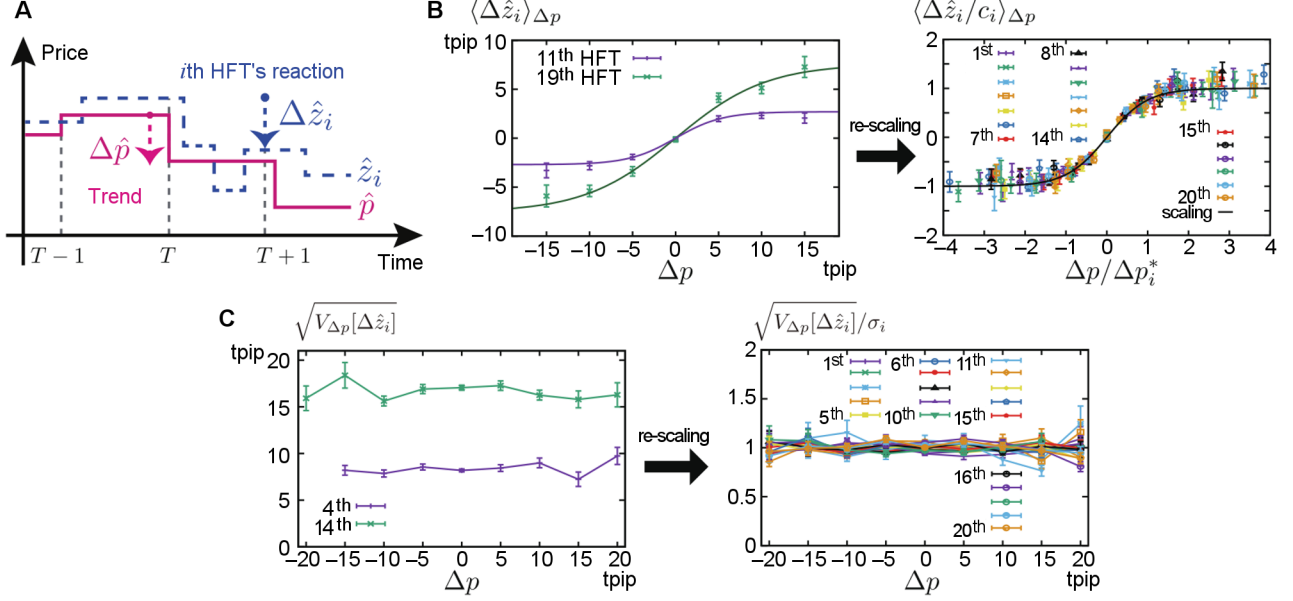 A
Price
ith HFT's reaction
Δẑᵢ
Δp̂
Trend
ẑᵢ
p̂
T − 1
T
T + 1
Time
B
⟨Δẑᵢ⟩Δp
tpip
10
5
0
−5
−10
11th HFT
19th HFT
−15 −10 −5 0 5 10 15
Δp
tpip
re-scaling
⟨Δẑᵢ/cᵢ⟩Δp
2
1
0
−1
−2
1st
7th
8th
14th
15th
20th
scaling
−4 −3 −2 −1 0 1 2 3 4
Δp/Δpᵢ*
C
√V_Δp[Δẑᵢ]
tpip
20
15
10
5
0
4th
14th
−20 −15 −10 −5 0 5 10 15 20
Δp
tpip
re-scaling
√V_Δp[Δẑᵢ]/σᵢ
2
1.5
1
0.5
0
1st
5th
6th
10th
11th
15th
16th
20th
−20 −15 −10 −5 0 5 10 15 20
Δp
tpip